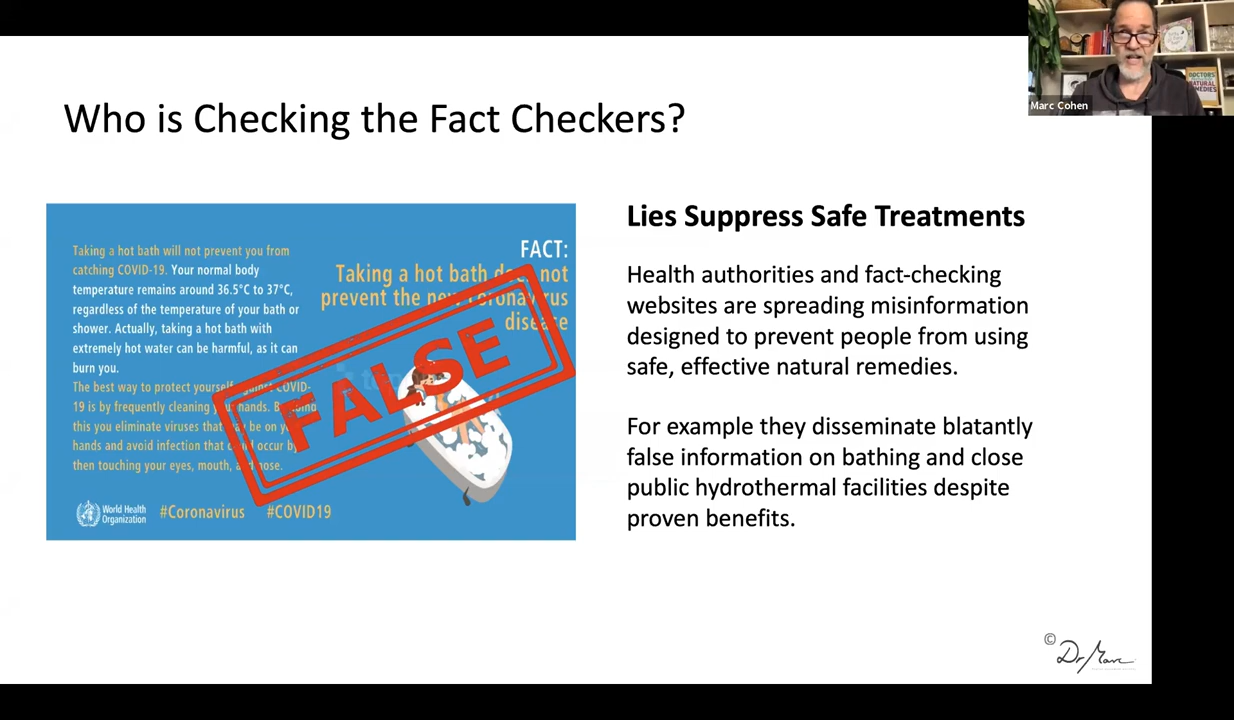 Marc Cohen
DOCTORS
NATURAL
REMEDIES
Who is Checking the Fact Checkers?
Taking a hot bath will not prevent you from
catching COVID-19. Your normal body
temperature remains around 36.5°C to 37°C,
regardless of the temperature of your bath or
shower. Actually, taking a hot bath with
extremely hot water can be harmful, as it can
burn you.
The best way to protect yourself against COVID-
19 is by frequently cleaning your hands. By doing
this you eliminate viruses that may be on your
hands and avoid infection that could occur by
then touching your eyes, mouth, and nose.
World Health
Organization
#Coronavirus #COVID19
FACT:
Taking a hot bath does not
prevent the new coronavirus
disease
FALSE
Lies Suppress Safe Treatments
Health authorities and fact-checking
websites are spreading misinformation
designed to prevent people from using
safe, effective natural remedies.
For example they disseminate blatantly
false information on bathing and close
public hydrothermal facilities despite
proven benefits.
© Dr Marc